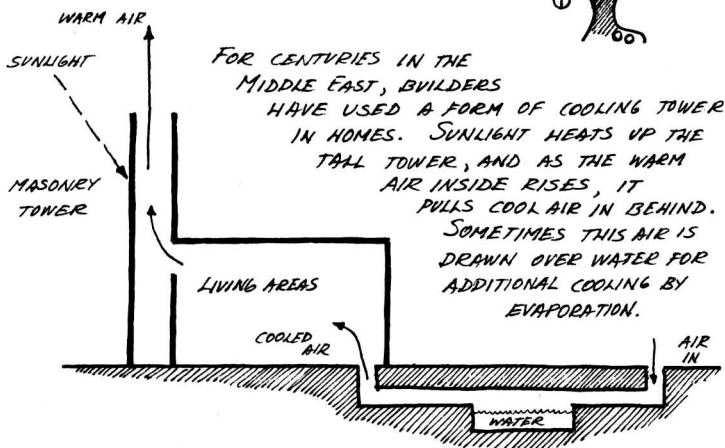 WARM AIR
SUNLIGHT
MASONRY
TOWER
FOR CENTURIES IN THE
MIDDLE EAST, BUILDERS
HAVE USED A FORM OF COOLING TOWER
IN HOMES. SUNLIGHT HEATS UP THE
TALL TOWER, AND AS THE WARM
AIR INSIDE RISES, IT
PULLS COOL AIR IN BEHIND.
SOMETIMES THIS AIR IS
DRAWN OVER WATER FOR
ADDITIONAL COOLING BY
EVAPORATION.
LIVING AREAS
COOLED
AIR
AIR
IN
WATER